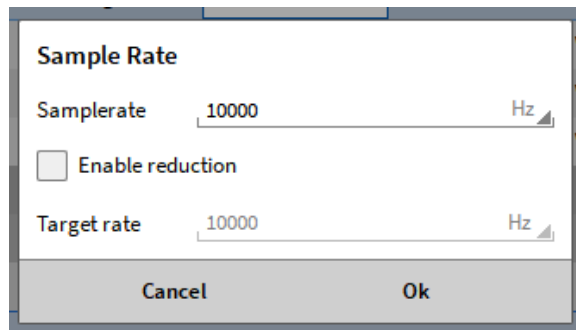 Sample Rate
Samplerate 10000 Hz
Enable reduction
Target rate 10000 Hz
Cancel Ok